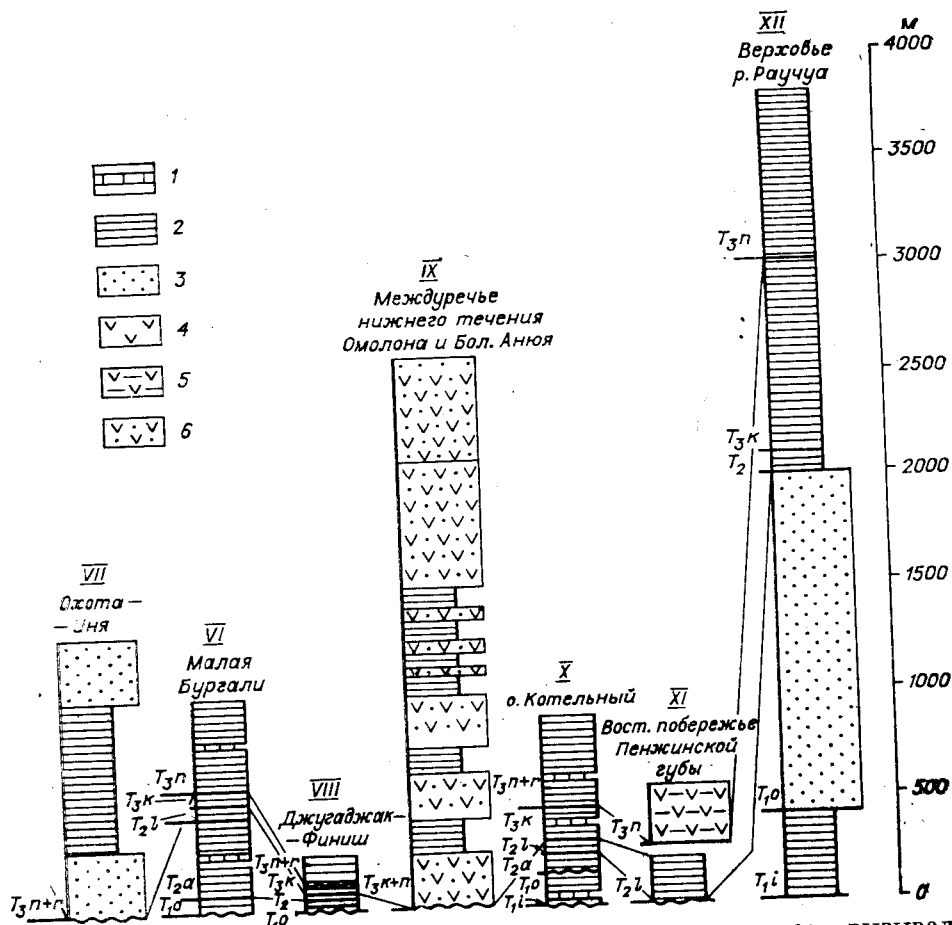 1
2
3
4
5
6
VII
Охота —
— Иня
T₃n+r
VI
Малая
Бургали
T₃n
T₃к
T₂l
T₂a
T₁o
VIII
Джугаджак-
-Финиш
T₃n+r
T₃к
T₂
T₁o
IX
Междуречье
нижнего течения
Омолона и Бол. Анюя
T₃к+n
X
о. Котельный
T₃n+r
T₃к
T₂l
T₂a
T₁o
T₁i
XI
Вост. побережье
Пенжинской
губы
T₃n
T₂l
XII
Верховье
р. Раучуа
T₃n
T₃к
T₂
T₁o
T₁i
м
4000
3500
3000
2500
2000
1500
1000
500
0